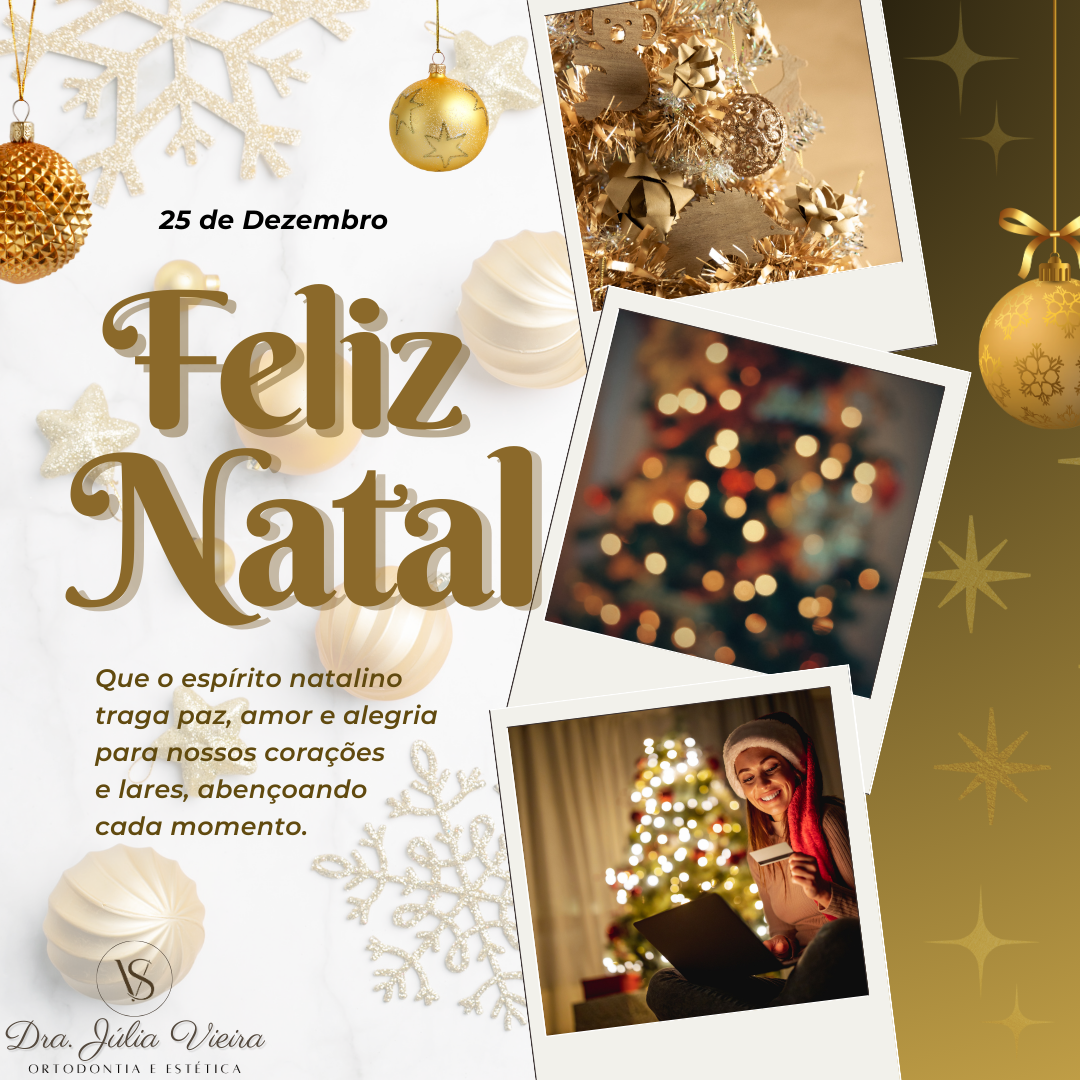 25 de Dezembro
Feliz
Natal
Que o espírito natalino
traga paz, amor e alegria
para nossos corações
e lares, abençoando
cada momento.
VS
Dra. Júlia Vieira
ORTODONTIA E ESTÉTICA